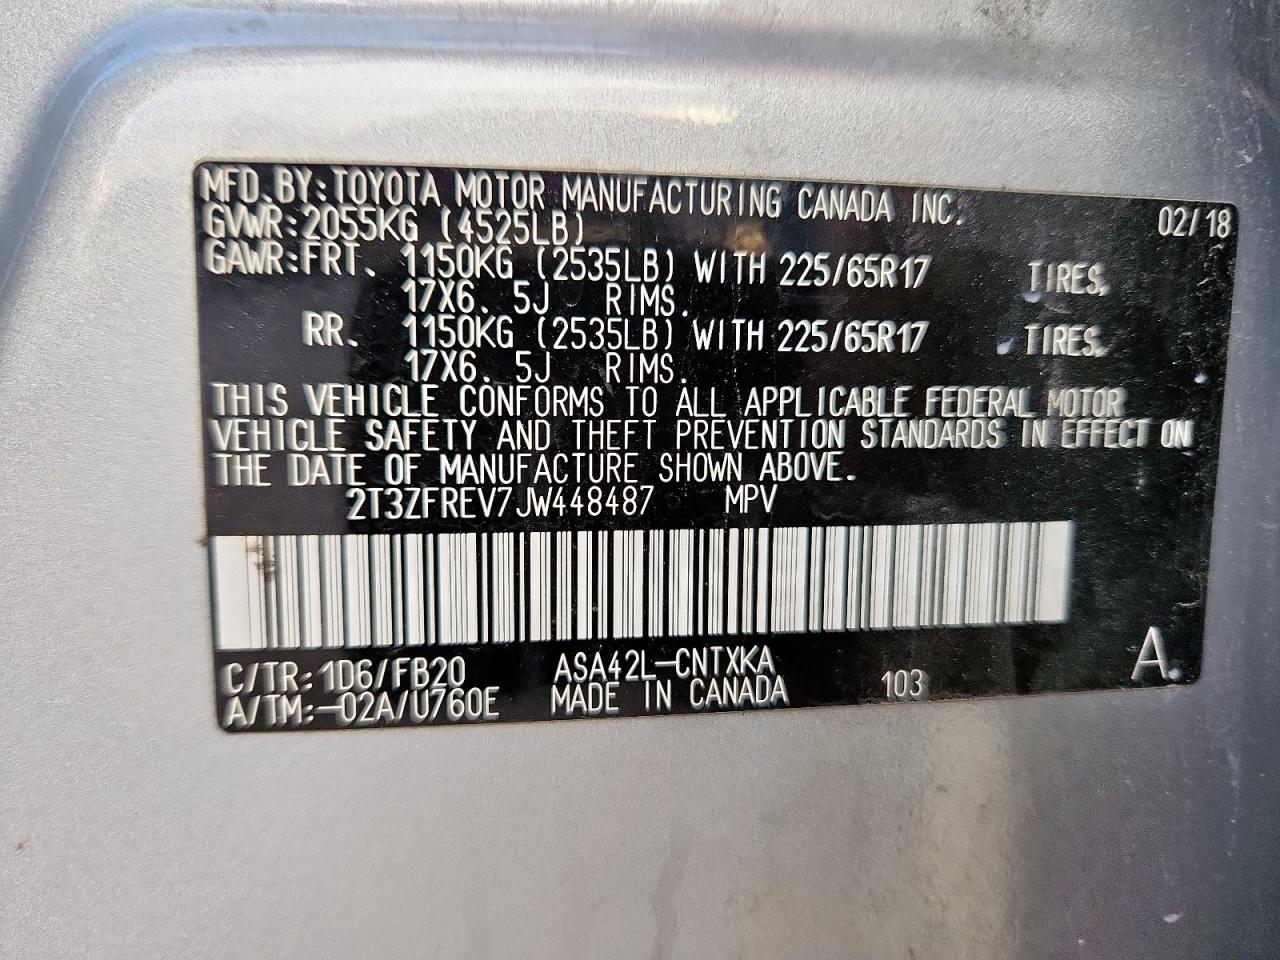 MFD.BY:TOYOTA MOTOR MANUFACTURING CANADA INC. 02/18
GVWR:2055KG (4525LB)
GAWR:FRT. 1150KG (2535LB) WITH 225/65R17 TIRES,
17X6.5J RIMS.
RR. 1150KG (2535LB) WITH 225/65R17 TIRES,
17X6.5J RIMS.
THIS VEHICLE CONFORMS TO ALL APPLICABLE FEDERAL MOTOR
VEHICLE SAFETY AND THEFT PREVENTION STANDARDS IN EFFECT ON
THE DATE OF MANUFACTURE SHOWN ABOVE.
2T3ZFREV7JW448487 MPV
C/TR:1D6/FB20 ASA42L-CNTXKA A
A/TM:-02A/U760E MADE IN CANADA 103